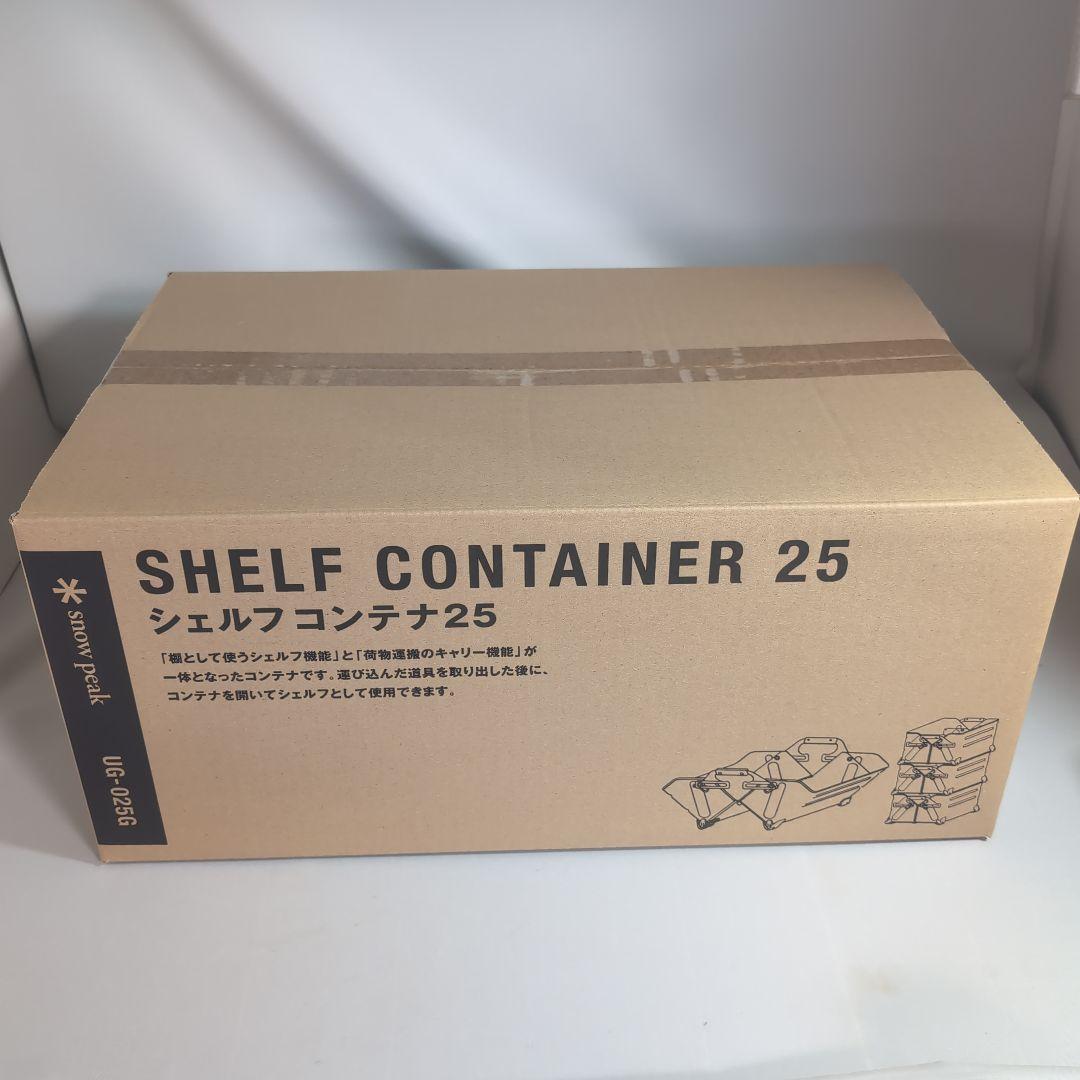 SHELF CONTAINER 25
シェルフコンテナ25
「棚として使うシェルフ機能」と「荷物運搬のキャリー機能」が
一体となったコンテナです。運び込んだ道具を取り出した後に、
コンテナを開いてシェルフとして使用できます。
snow peak
UG-025G